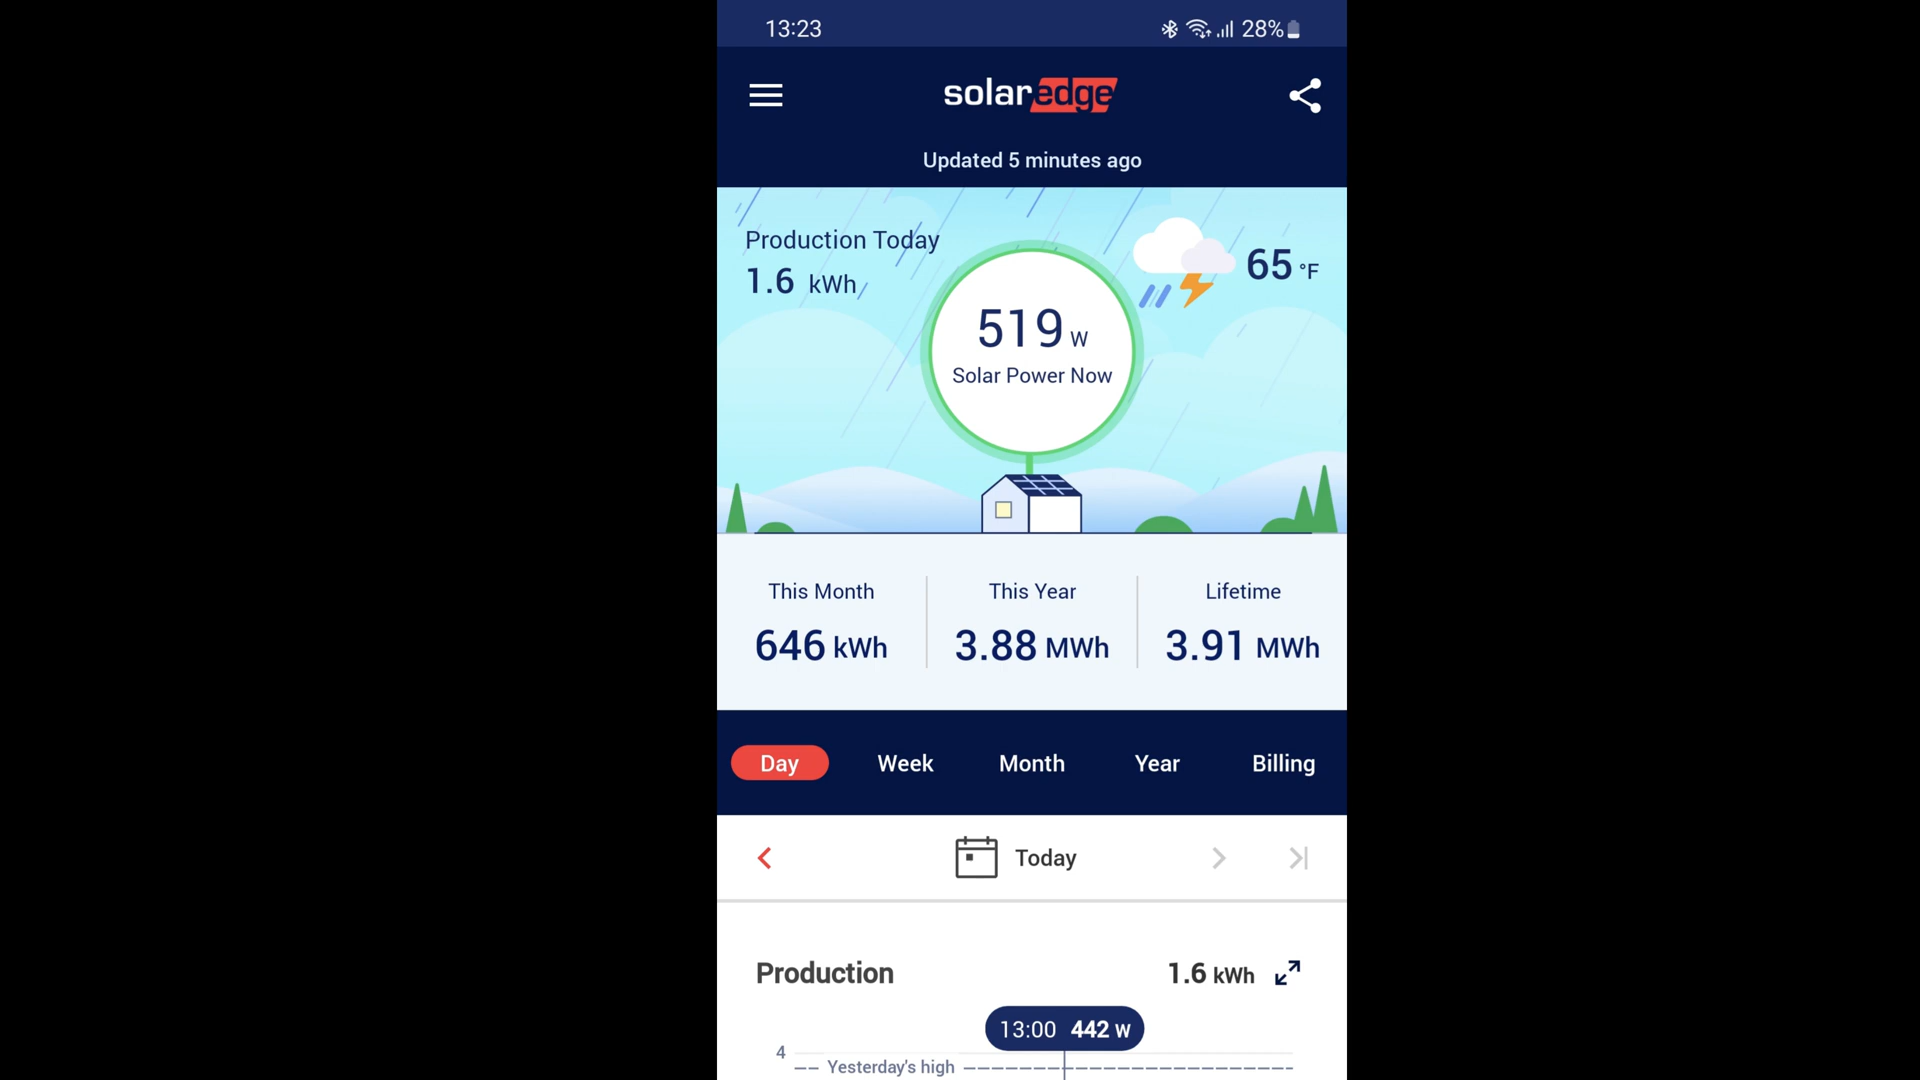 13:23
28%
solaredge
Updated 5 minutes ago
Production Today
1.6 kWh
65 °F
519 W
Solar Power Now
This Month
This Year
Lifetime
646 kWh
3.88 MWh
3.91 MWh
Day
Week
Month
Year
Billing
Today
Production
1.6 kWh
13:00 442 W
4
Yesterday's high